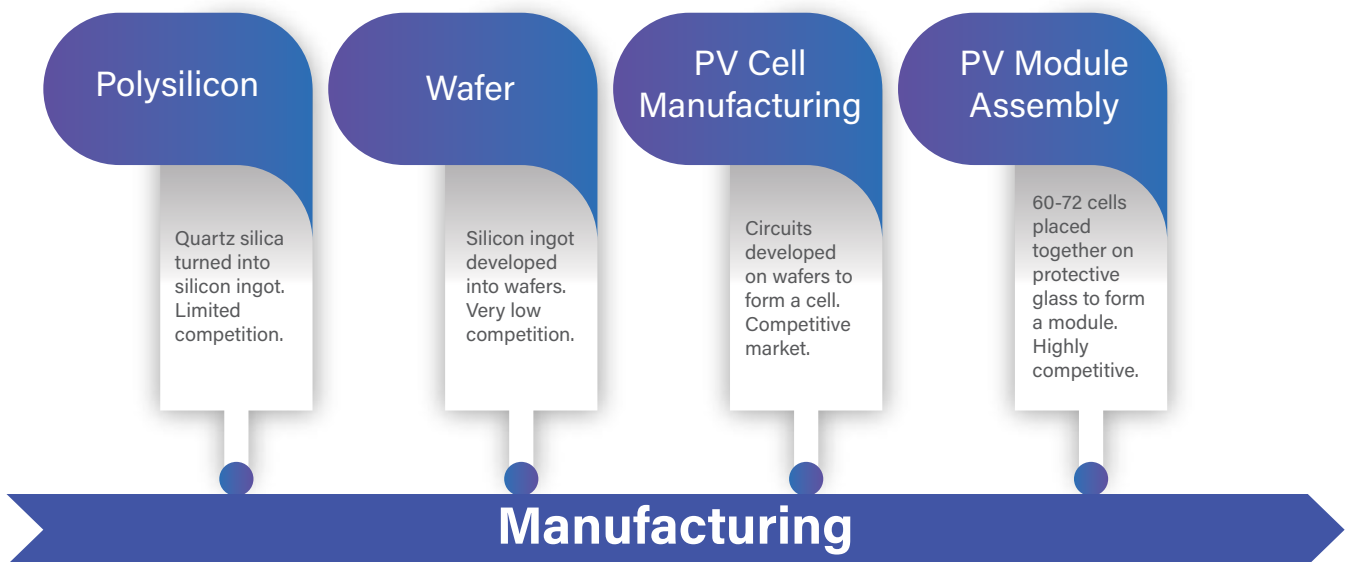 Polysilicon
Quartz silica
turned into
silicon ingot.
Limited
competition.
Wafer
Silicon ingot
developed
into wafers.
Very low
competition.
PV Cell
Manufacturing
Circuits
developed
on wafers to
form a cell.
Competitive
market.
PV Module
Assembly
60-72 cells
placed
together on
protective
glass to form
a module.
Highly
competitive.
Manufacturing